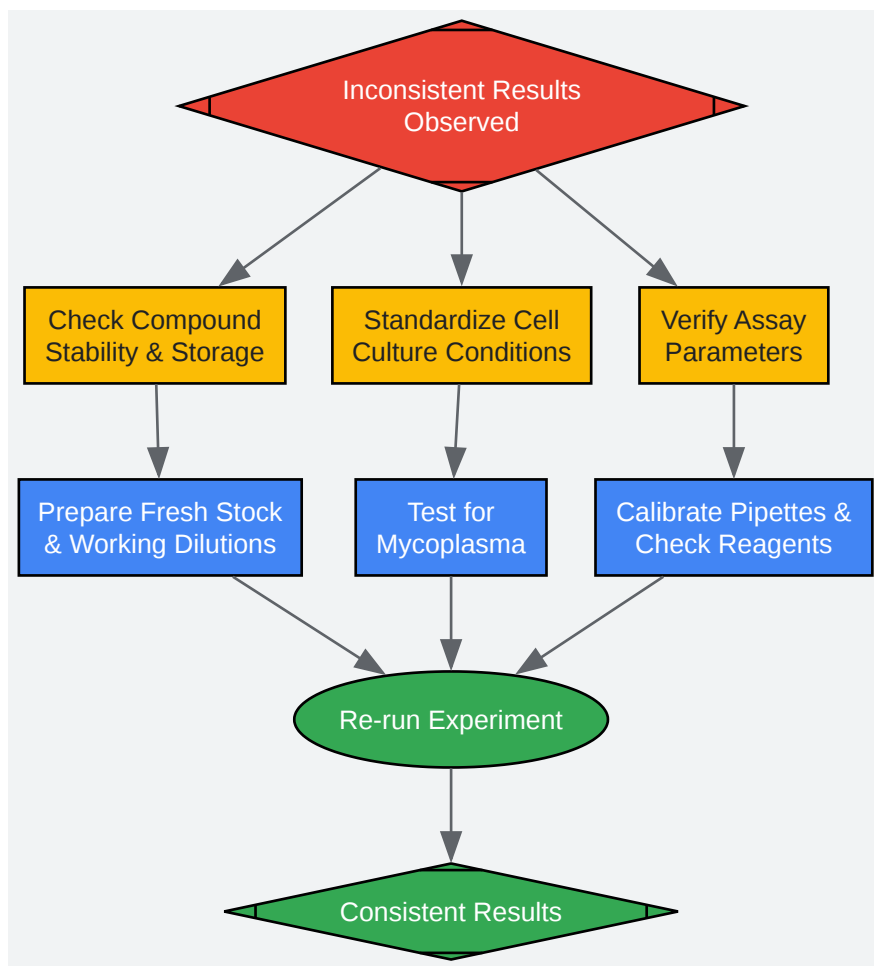 Inconsistent Results
Observed
Check Compound
Stability & Storage
Standardize Cell
Culture Conditions
Verify Assay
Parameters
Prepare Fresh Stock
& Working Dilutions
Test for
Mycoplasma
Calibrate Pipettes &
Check Reagents
Re-run Experiment
Consistent Results